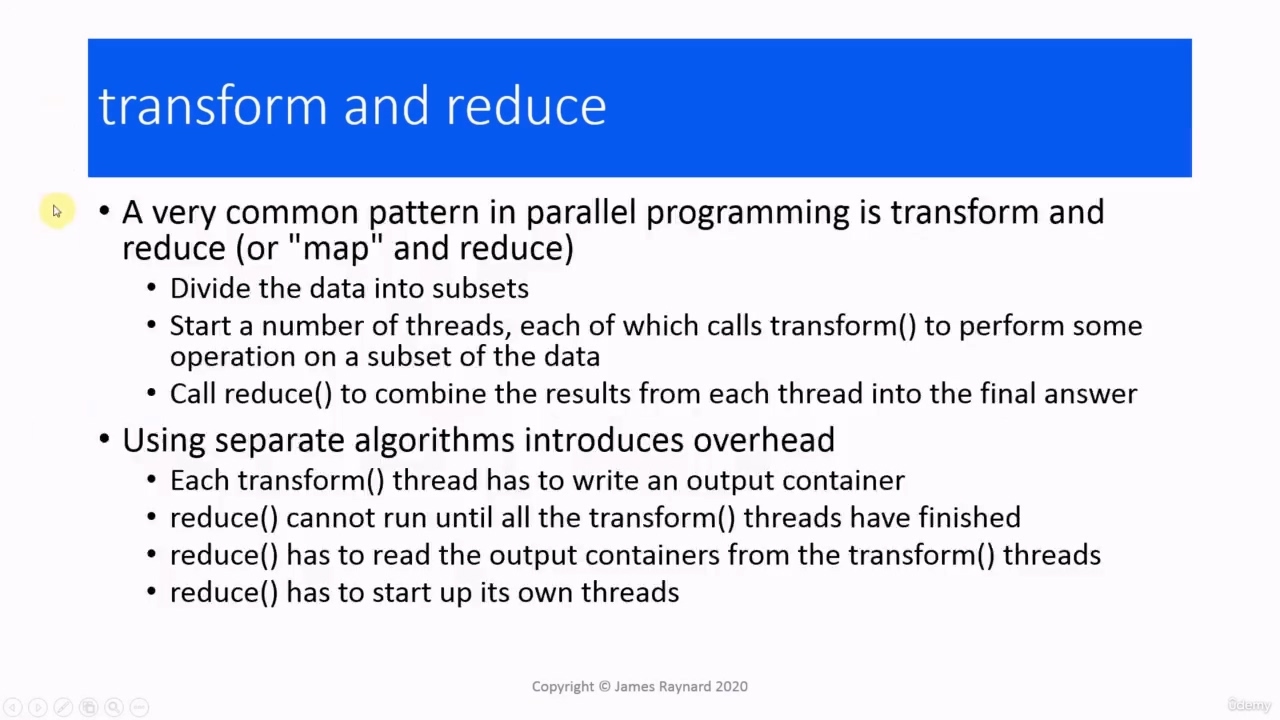 transform and reduce
• A very common pattern in parallel programming is transform and
reduce (or "map" and reduce)
• Divide the data into subsets
• Start a number of threads, each of which calls transform() to perform some
operation on a subset of the data
• Call reduce() to combine the results from each thread into the final answer
• Using separate algorithms introduces overhead
• Each transform() thread has to write an output container
• reduce() cannot run until all the transform() threads have finished
• reduce() has to read the output containers from the transform() threads
• reduce() has to start up its own threads
Copyright © James Raynard 2020
ûdemy